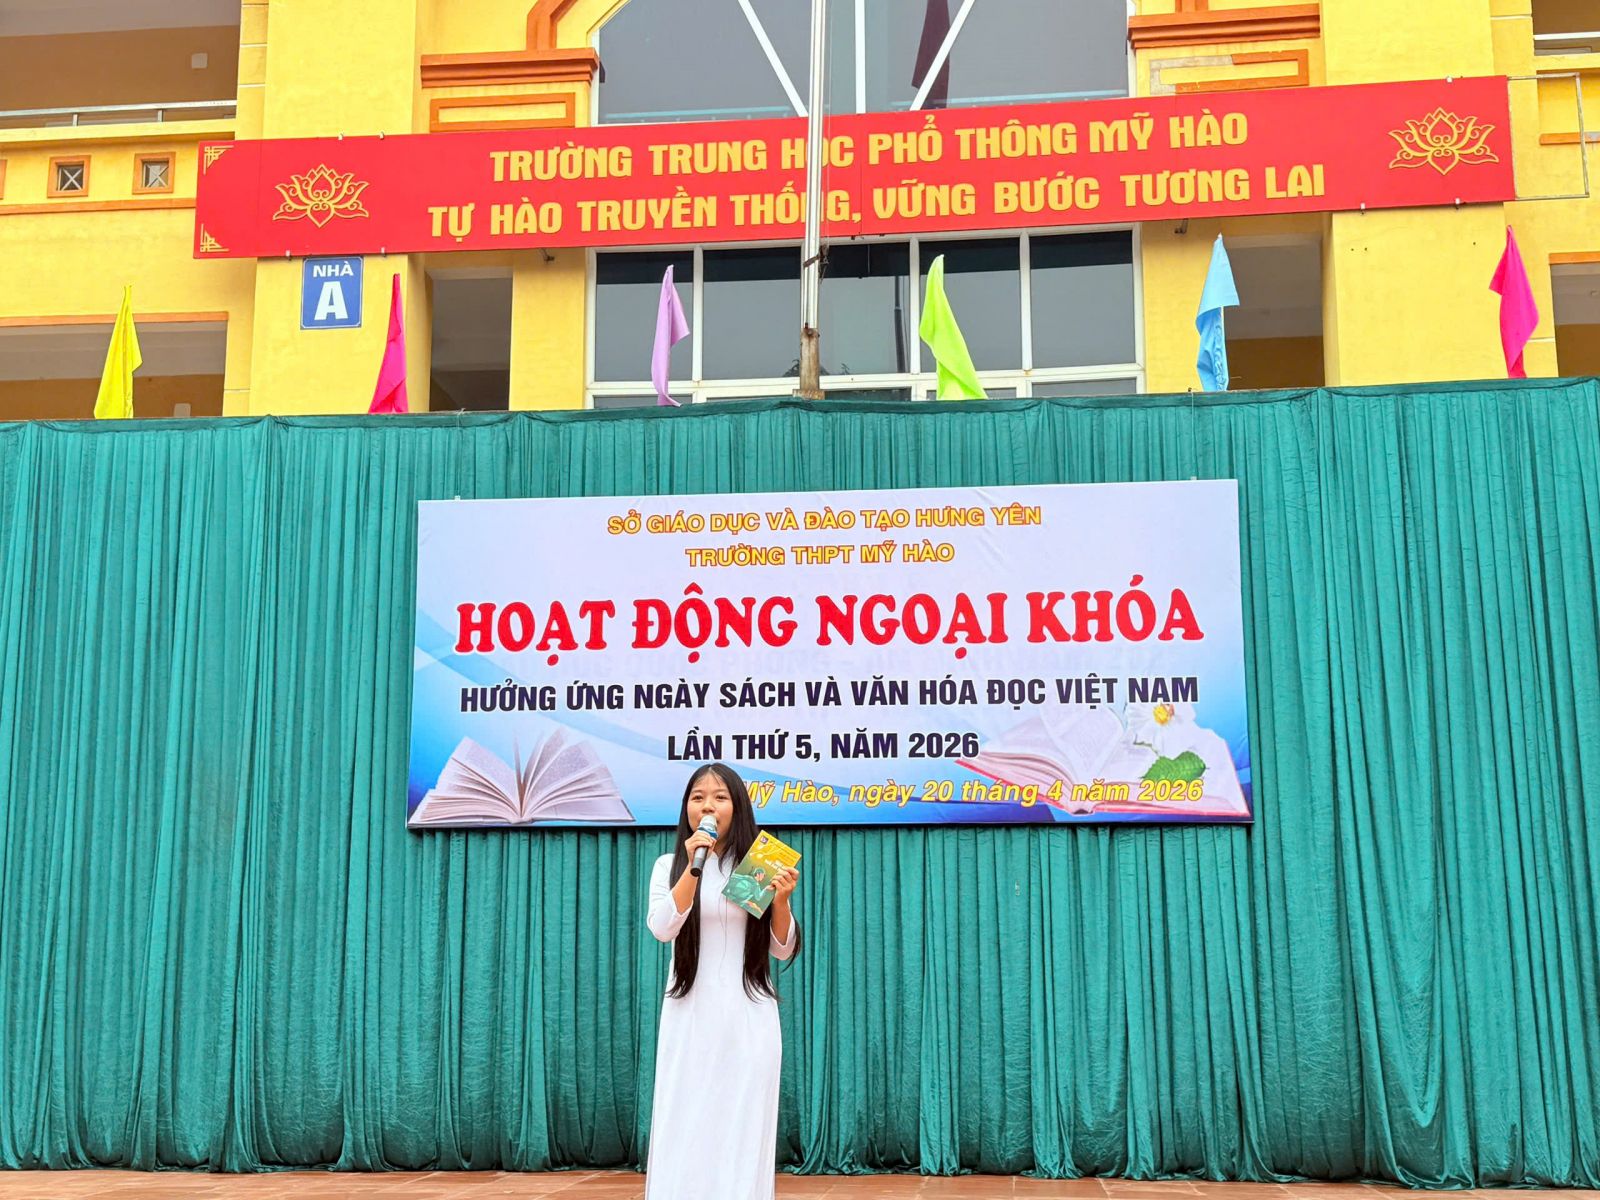 TRƯỜNG TRUNG HỌC PHỔ THÔNG MỸ HÀO
TỰ HÀO TRUYỀN THỐNG, VỮNG BƯỚC TƯƠNG LAI
NHÀ
A
SỞ GIÁO DỤC VÀ ĐÀO TẠO HƯNG YÊN
TRƯỜNG THPT MỸ HÀO
HOẠT ĐỘNG NGOẠI KHÓA
HƯỞNG ỨNG NGÀY SÁCH VÀ VĂN HÓA ĐỌC VIỆT NAM
LẦN THỨ 5, NĂM 2026
Mỹ Hào, ngày 20 tháng 4 năm 2026